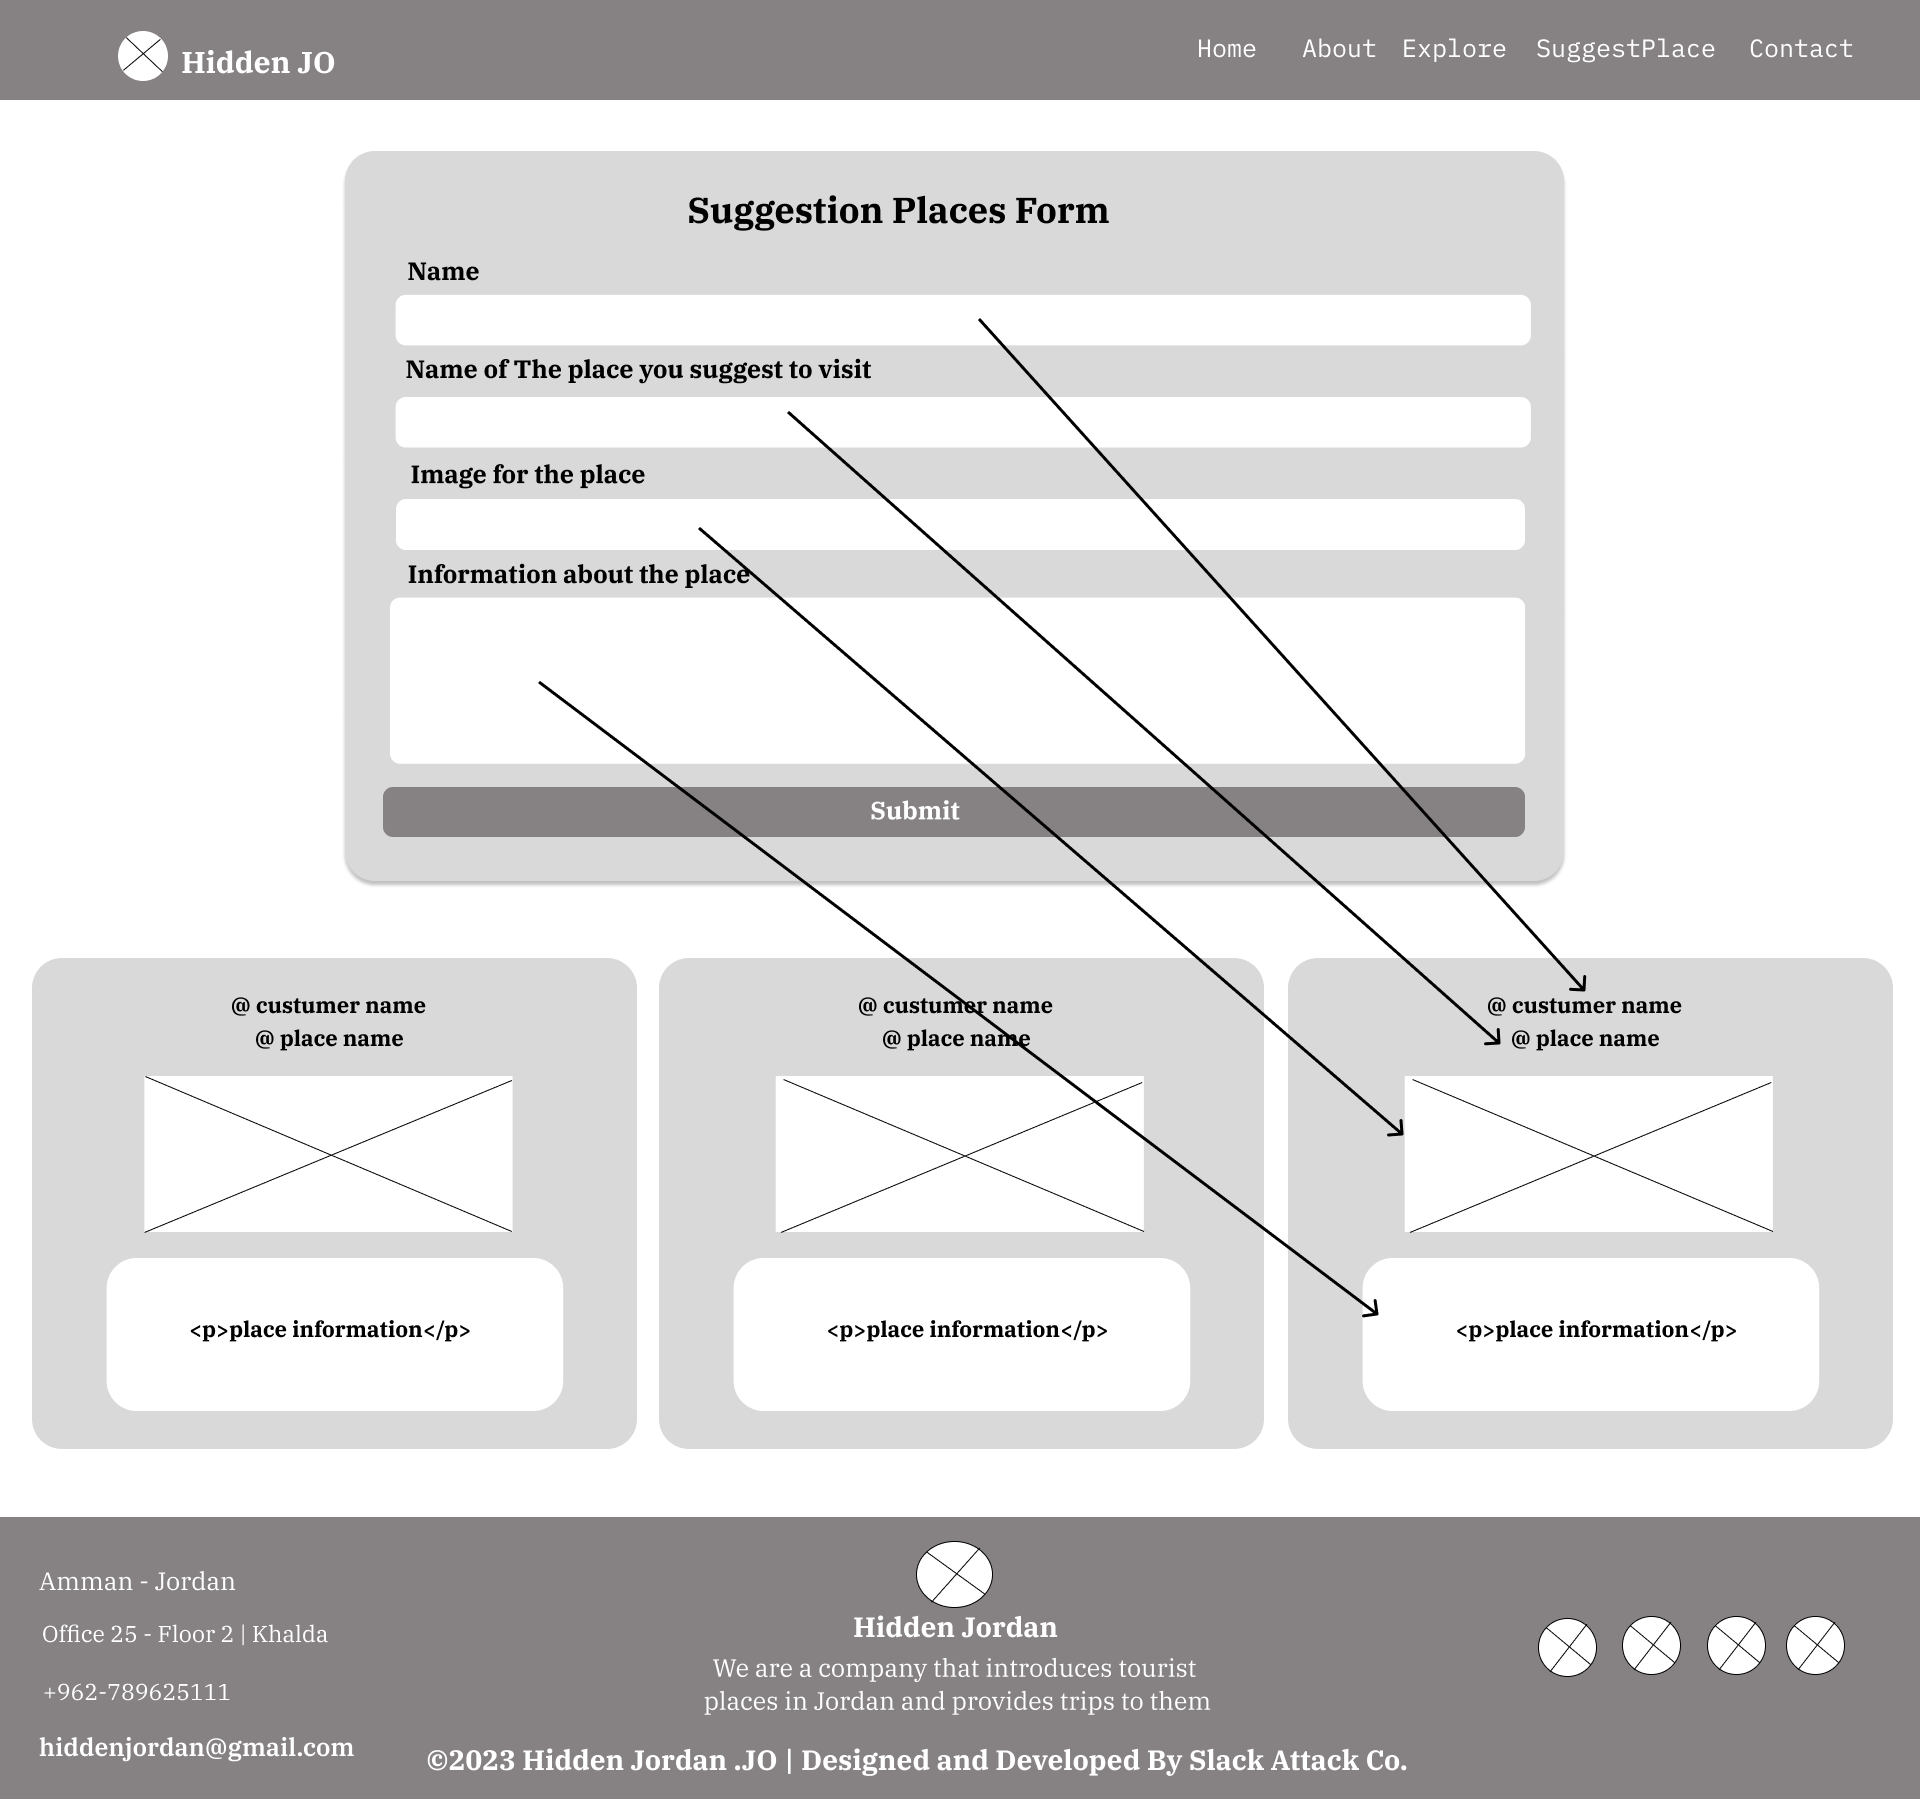 Hidden JO
Home About Explore SuggestPlace Contact
Suggestion Places Form
Name
Name of The place you suggest to visit
Image for the place
Information about the place
Submit
@ custumer name
@ place name
<p>place information</p>
@ custumer name
@ place name
<p>place information</p>
@ custumer name
@ place name
<p>place information</p>
Amman - Jordan
Office 25 - Floor 2 | Khalda
+962-789625111
hiddenjordan@gmail.com
Hidden Jordan
We are a company that introduces tourist
places in Jordan and provides trips to them
©2023 Hidden Jordan .JO | Designed and Developed By Slack Attack Co.